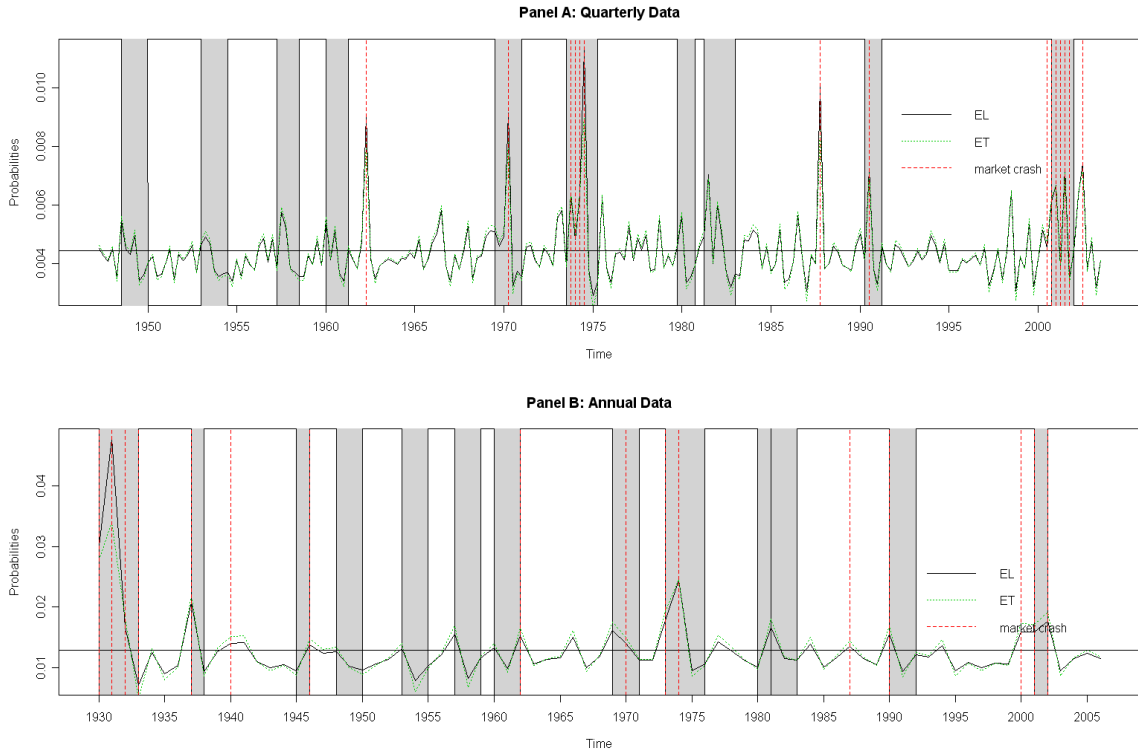 Panel A: Quarterly Data
Probabilities
0.010
0.008
0.006
0.004
EL
ET
market crash
1950 1955 1960 1965 1970 1975 1980 1985 1990 1995 2000
Time
Panel B: Annual Data
Probabilities
0.04
0.03
0.02
0.01
EL
ET
market crash
1930 1935 1940 1945 1950 1955 1960 1965 1970 1975 1980 1985 1990 1995 2000 2005
Time